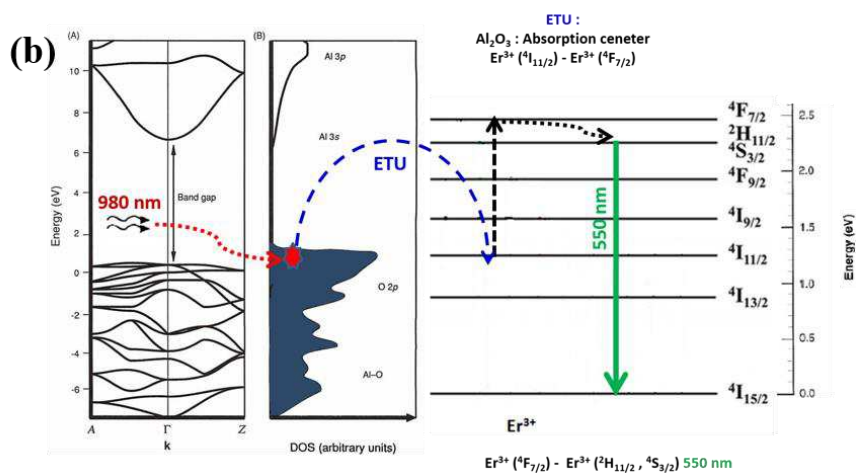 (b)
(A)
(B)
ETU :
Al₂O₃ : Absorption ceneter
Er³⁺ (⁴I₁₁/₂) - Er³⁺ (⁴F₇/₂)
10
8
6
4
2
0
-2
-4
-6
Energy (eV)
980 nm
Band gap
A
Γ
Z
k
Al 3p
Al 3s
ETU
O 2p
Al–O
DOS (arbitrary units)
⁴F₇/₂
²H₁₁/₂
⁴S₃/₂
⁴F₉/₂
⁴I₉/₂
⁴I₁₁/₂
⁴I₁₃/₂
⁴I₁₅/₂
550 nm
2.5
2.0
1.5
1.0
0.5
0.0
Energy (eV)
Er³⁺
Er³⁺ (⁴F₇/₂) - Er³⁺ (²H₁₁/₂ , ⁴S₃/₂) 550 nm